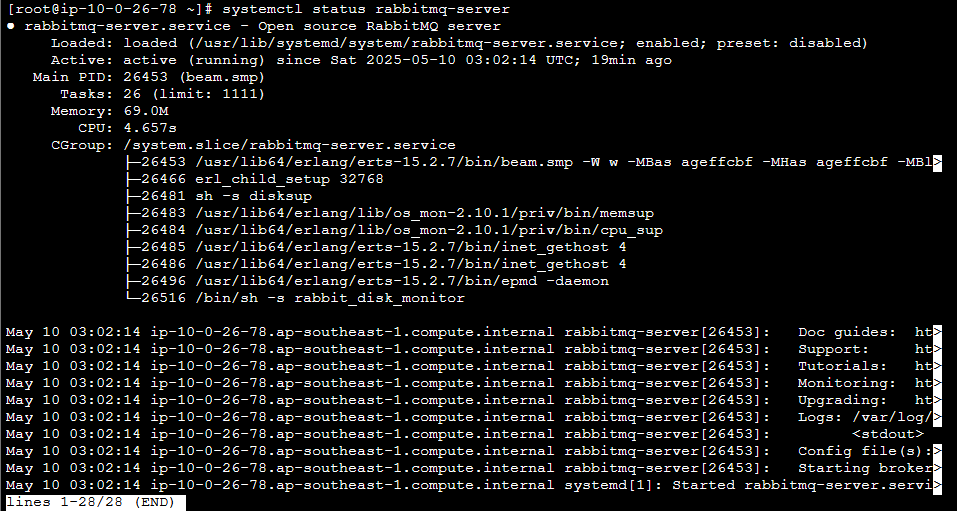 [root@ip-10-0-26-78 ~]# systemctl status rabbitmq-server
● rabbitmq-server.service - Open source RabbitMQ server
     Loaded: loaded (/usr/lib/systemd/system/rabbitmq-server.service; enabled; preset: disabled)
     Active: active (running) since Sat 2025-05-10 03:02:14 UTC; 19min ago
   Main PID: 26453 (beam.smp)
      Tasks: 26 (limit: 1111)
     Memory: 69.0M
        CPU: 4.657s
     CGroup: /system.slice/rabbitmq-server.service
             ├─26453 /usr/lib64/erlang/erts-15.2.7/bin/beam.smp -W w -MBas ageffcbf -MHas ageffcbf -MBl>
             ├─26466 erl_child_setup 32768
             ├─26481 sh -s disksup
             ├─26483 /usr/lib64/erlang/lib/os_mon-2.10.1/priv/bin/memsup
             ├─26484 /usr/lib64/erlang/lib/os_mon-2.10.1/priv/bin/cpu_sup
             ├─26485 /usr/lib64/erlang/erts-15.2.7/bin/inet_gethost 4
             ├─26486 /usr/lib64/erlang/erts-15.2.7/bin/inet_gethost 4
             ├─26496 /usr/lib64/erlang/erts-15.2.7/bin/epmd -daemon
             └─26516 /bin/sh -s rabbit_disk_monitor

May 10 03:02:14 ip-10-0-26-78.ap-southeast-1.compute.internal rabbitmq-server[26453]:   Doc guides:  ht>
May 10 03:02:14 ip-10-0-26-78.ap-southeast-1.compute.internal rabbitmq-server[26453]:   Support:     ht>
May 10 03:02:14 ip-10-0-26-78.ap-southeast-1.compute.internal rabbitmq-server[26453]:   Tutorials:   ht>
May 10 03:02:14 ip-10-0-26-78.ap-southeast-1.compute.internal rabbitmq-server[26453]:   Monitoring:  ht>
May 10 03:02:14 ip-10-0-26-78.ap-southeast-1.compute.internal rabbitmq-server[26453]:   Upgrading:   ht>
May 10 03:02:14 ip-10-0-26-78.ap-southeast-1.compute.internal rabbitmq-server[26453]:   Logs: /var/log/>
May 10 03:02:14 ip-10-0-26-78.ap-southeast-1.compute.internal rabbitmq-server[26453]:         <stdout>
May 10 03:02:14 ip-10-0-26-78.ap-southeast-1.compute.internal rabbitmq-server[26453]:   Config file(s):>
May 10 03:02:14 ip-10-0-26-78.ap-southeast-1.compute.internal rabbitmq-server[26453]:   Starting broker>
May 10 03:02:14 ip-10-0-26-78.ap-southeast-1.compute.internal systemd[1]: Started rabbitmq-server.servi>
lines 1-28/28 (END)